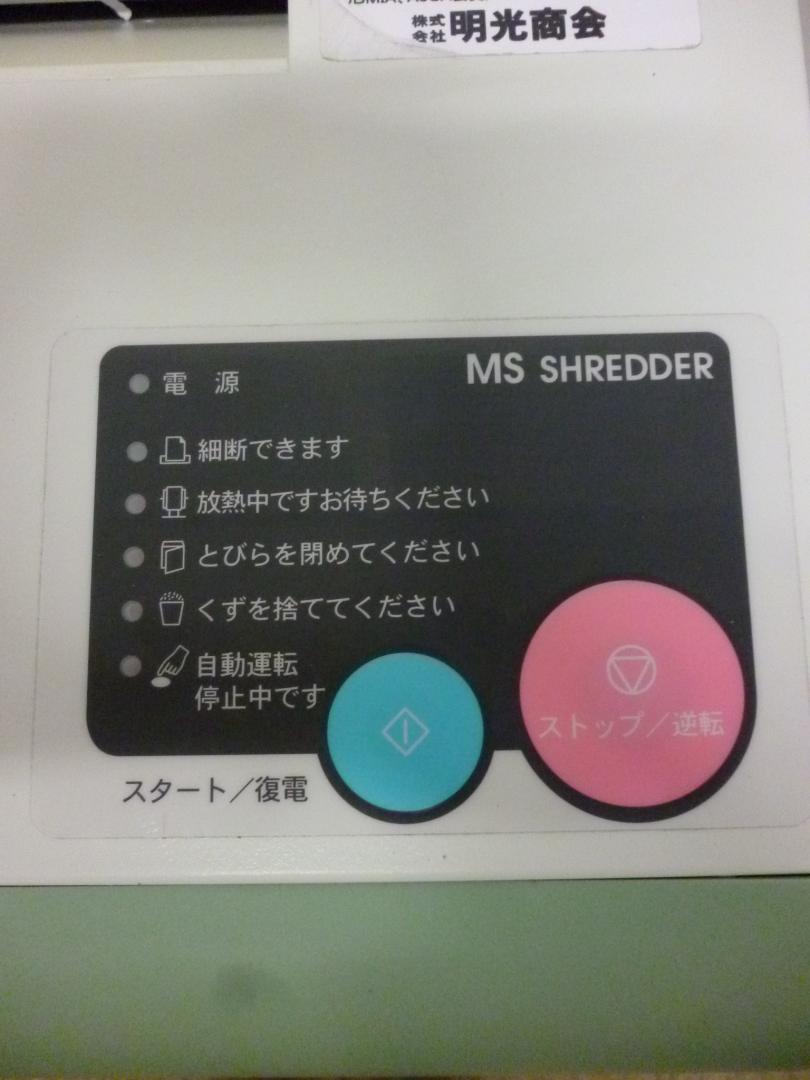 株式
会社 明光商会
MS SHREDDER
電 源
細断できます
放熱中ですお待ちください
とびらを閉めてください
くずを捨ててください
自動運転
停止中です
ストップ／逆転
スタート／復電